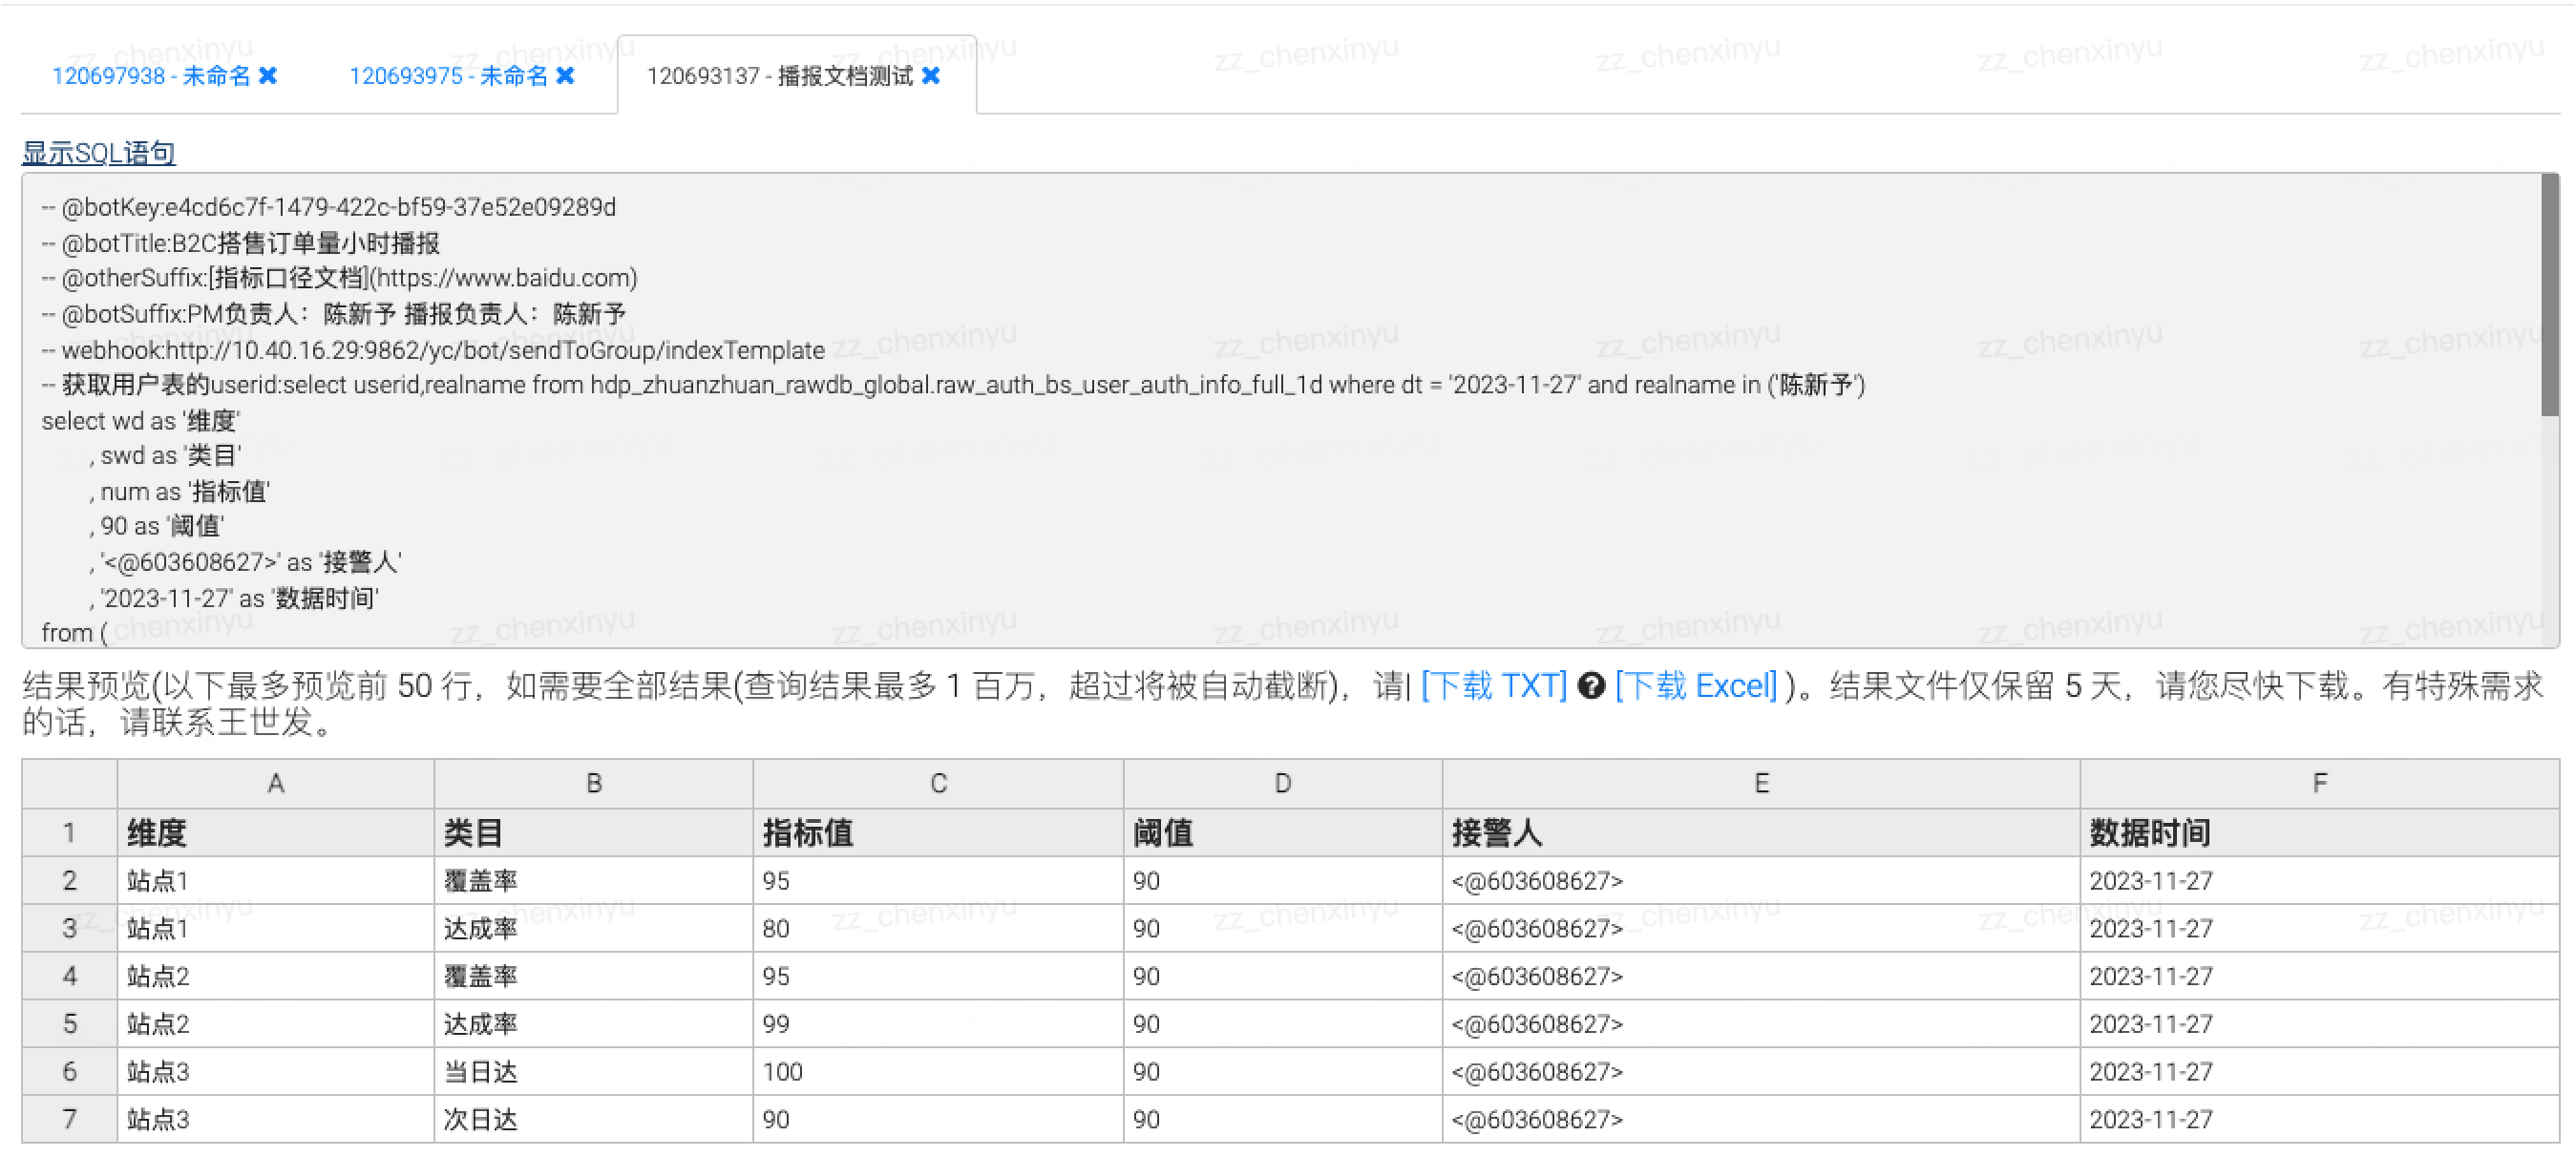 120697938 - 未命名 ✖ 120693975 - 未命名 ✖ 120693137 - 播报文档测试 ✖
显示SQL语句
-- @botKey:e4cd6c7f-1479-422c-bf59-37e52e09289d
-- @botTitle:B2C搭售订单量小时播报
-- @otherSuffix:[指标口径文档](https://www.baidu.com)
-- @botSuffix:PM负责人：陈新予 播报负责人：陈新予
-- webhook:http://10.40.16.29:9862/yc/bot/sendToGroup/indexTemplate
-- 获取用户表的userid:select userid,realname from hdp_zhuanzhuan_rawdb_global.raw_auth_bs_user_auth_info_full_1d where dt = '2023-11-27' and realname in ('陈新予')
select wd as '维度'
, swd as '类目'
, num as '指标值'
, 90 as '阈值'
, '<@603608627>' as '接警人'
, '2023-11-27' as '数据时间'
from (
结果预览(以下最多预览前 50 行，如需要全部结果(查询结果最多 1 百万，超过将被自动截断)，请| [下载 TXT] ? [下载 Excel] )。结果文件仅保留 5 天，请您尽快下载。有特殊需求
的话，请联系王世发。
A B C D E F
1 维度 类目 指标值 阈值 接警人 数据时间
2 站点1 覆盖率 95 90 <@603608627> 2023-11-27
3 站点1 达成率 80 90 <@603608627> 2023-11-27
4 站点2 覆盖率 95 90 <@603608627> 2023-11-27
5 站点2 达成率 99 90 <@603608627> 2023-11-27
6 站点3 当日达 100 90 <@603608627> 2023-11-27
7 站点3 次日达 90 90 <@603608627> 2023-11-27
zz_chenxinyu